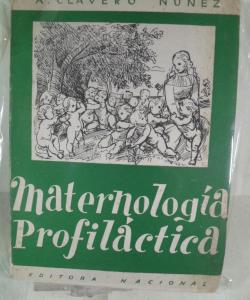 A. CLAVERO NUÑEZ
Maternología
Profiláctica
EDITORA NACIONAL